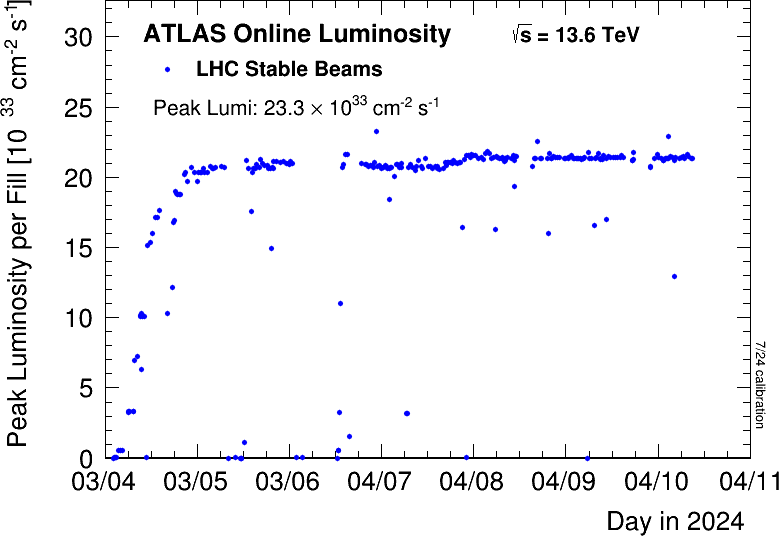 ATLAS Online Luminosity
√s = 13.6 TeV
LHC Stable Beams
Peak Lumi: 23.3 × 10³³ cm⁻² s⁻¹
Peak Luminosity per Fill [10³³ cm⁻² s⁻¹]
30
25
20
15
10
5
0
03/04 03/05 03/06 04/07 04/08 04/09 04/10 04/11
Day in 2024
7/24 calibration